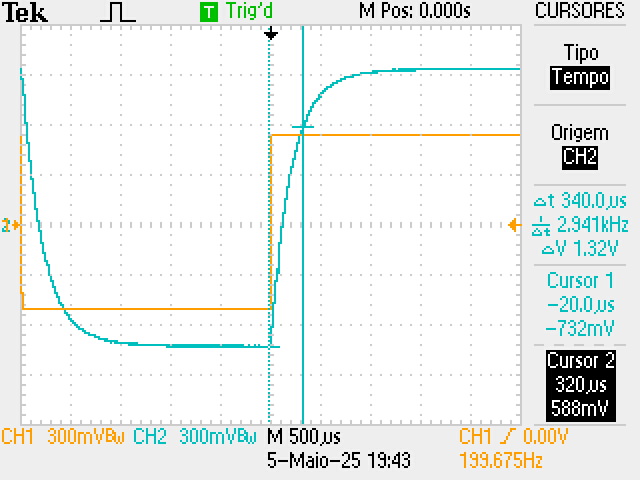 Tek T Trig'd M Pos: 0.000s CURSORES
Tipo
Tempo
Origem
CH2
Δt 340.0µs
1/Δt 2.941kHz
ΔV 1.32V
Cursor 1
-20.0µs
-732mV
Cursor 2
320µs
588mV
2
CH1 300mVBw CH2 300mVBw M 500µs CH1 0.00V
5-Maio-25 19:43 199.675Hz